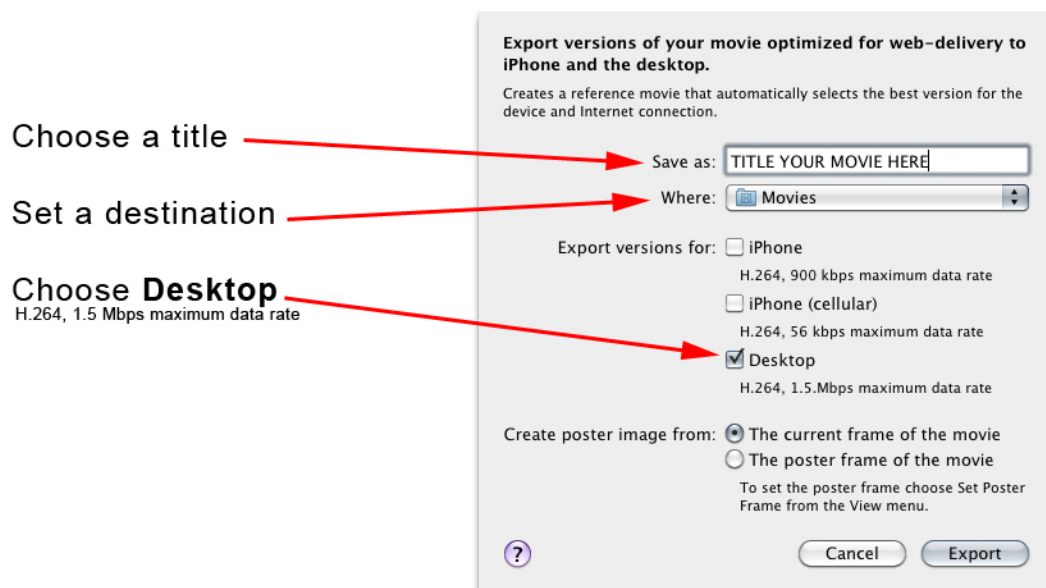 Export versions of your movie optimized for web-delivery to
iPhone and the desktop.
Creates a reference movie that automatically selects the best version for the
device and Internet connection.
Choose a title
Save as: TITLE YOUR MOVIE HERE
Set a destination
Where: Movies
Choose Desktop
H.264, 1.5 Mbps maximum data rate
Export versions for: iPhone
H.264, 900 kbps maximum data rate
iPhone (cellular)
H.264, 56 kbps maximum data rate
Desktop
H.264, 1.5.Mbps maximum data rate
Create poster image from: The current frame of the movie
The poster frame of the movie
To set the poster frame choose Set Poster
Frame from the View menu.
?
Cancel
Export